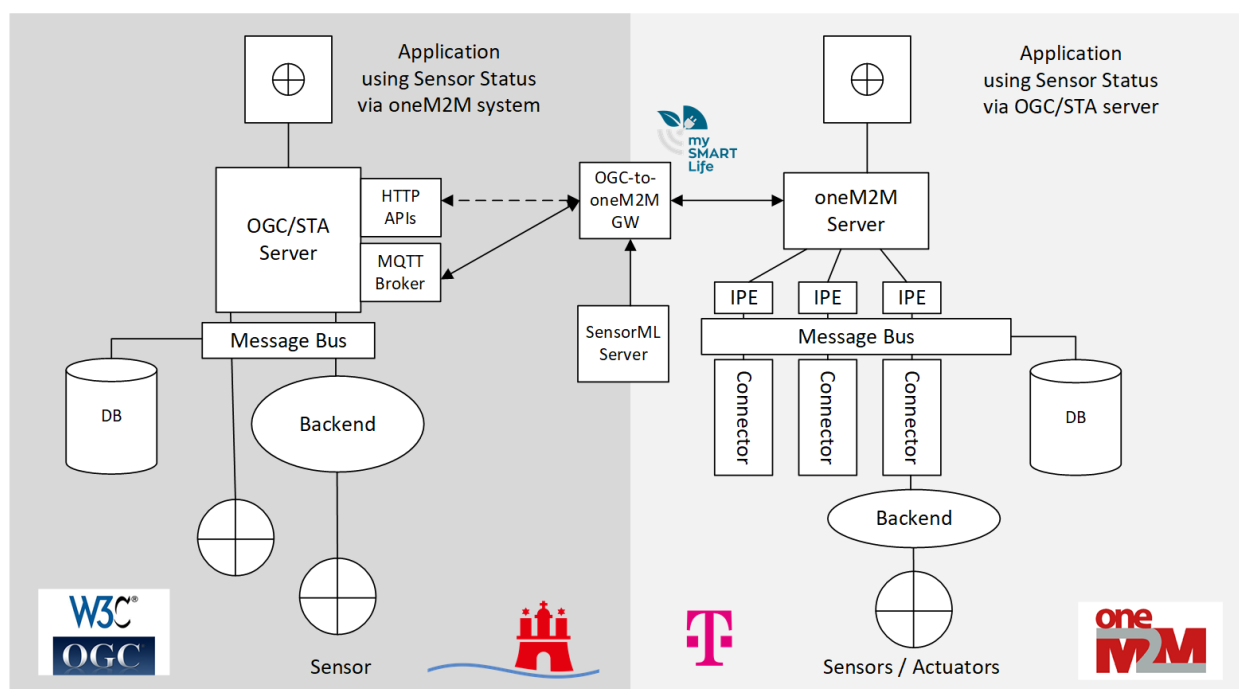 Application
using Sensor Status
via oneM2M system
Application
using Sensor Status
via OGC/STA server
my
SMART
Life
OGC/STA
Server
HTTP
APIs
MQTT
Broker
OGC-to-
oneM2M
GW
oneM2M
Server
SensorML
Server
IPE
IPE
IPE
Message Bus
Message Bus
DB
Backend
Connector
Connector
Connector
DB
Backend
W3C®
OGC
Sensor
T
Sensors / Actuators
one
M2M